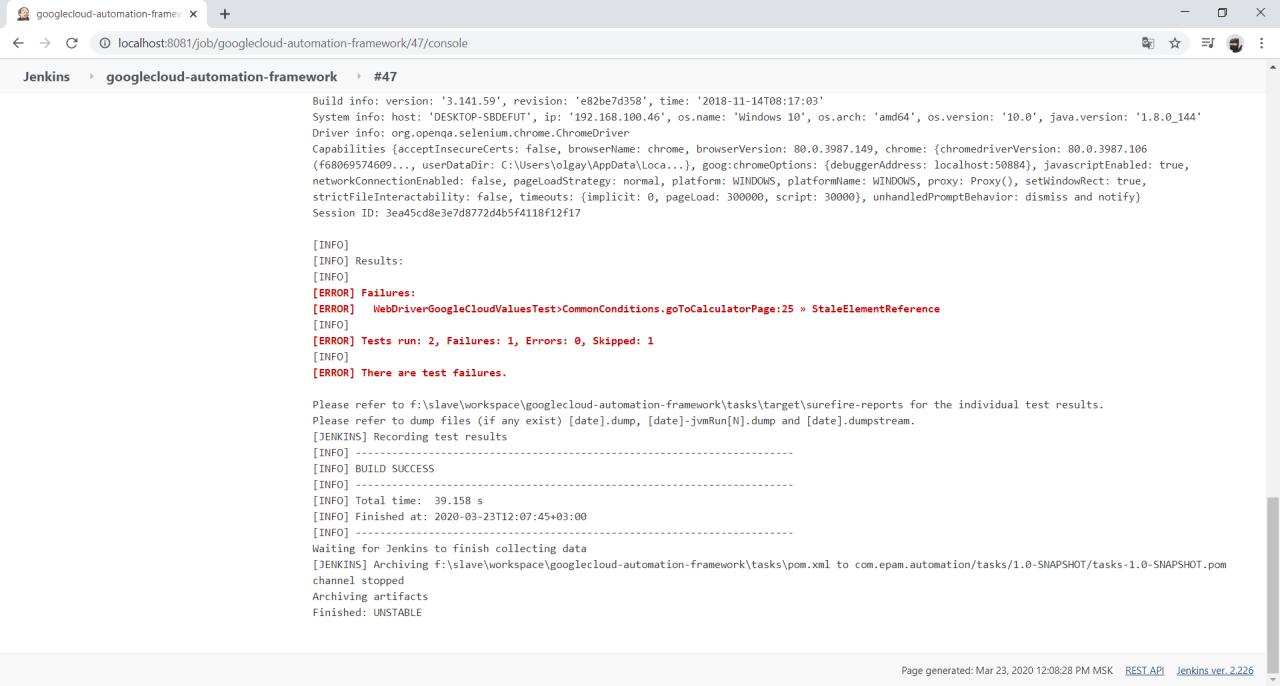 googlecloud-automation-framew
localhost:8081/job/googlecloud-automation-framework/47/console
Jenkins googlecloud-automation-framework #47
Build info: version: '3.141.59', revision: 'e82be7d358', time: '2018-11-14T08:17:03'
System info: host: 'DESKTOP-SBDEFUT', ip: '192.168.100.46', os.name: 'Windows 10', os.arch: 'amd64', os.version: '10.0', java.version: '1.8.0_144'
Driver info: org.openqa.selenium.chrome.ChromeDriver
Capabilities {acceptInsecureCerts: false, browserName: chrome, browserVersion: 80.0.3987.149, chrome: {chromedriverVersion: 80.0.3987.106
(f68069574609..., userDataDir: C:\Users\olgay\AppData\Loca...}, goog:chromeOptions: {debuggerAddress: localhost:50884}, javascriptEnabled: true,
networkConnectionEnabled: false, pageLoadStrategy: normal, platform: WINDOWS, platformName: WINDOWS, proxy: Proxy(), setWindowRect: true,
strictFileInteractability: false, timeouts: {implicit: 0, pageLoad: 300000, script: 30000}, unhandledPromptBehavior: dismiss and notify}
Session ID: 3ea45cd8e3e7d8772d4b5f4118f12f17
[INFO]
[INFO] Results:
[INFO]
[ERROR] Failures:
[ERROR]   WebDriverGoogleCloudValuesTest>CommonConditions.goToCalculatorPage:25 » StaleElementReference
[INFO]
[ERROR] Tests run: 2, Failures: 1, Errors: 0, Skipped: 1
[INFO]
[ERROR] There are test failures.
Please refer to f:\slave\workspace\googlecloud-automation-framework\tasks\target\surefire-reports for the individual test results.
Please refer to dump files (if any exist) [date].dump, [date]-jvmRun[N].dump and [date].dumpstream.
[JENKINS] Recording test results
[INFO] ------------------------------------------------------------------------
[INFO] BUILD SUCCESS
[INFO] ------------------------------------------------------------------------
[INFO] Total time:  39.158 s
[INFO] Finished at: 2020-03-23T12:07:45+03:00
[INFO] ------------------------------------------------------------------------
Waiting for Jenkins to finish collecting data
[JENKINS] Archiving f:\slave\workspace\googlecloud-automation-framework\tasks\pom.xml to com.epam.automation/tasks/1.0-SNAPSHOT/tasks-1.0-SNAPSHOT.pom
channel stopped
Archiving artifacts
Finished: UNSTABLE
Page generated: Mar 23, 2020 12:08:28 PM MSK REST API Jenkins ver. 2.226